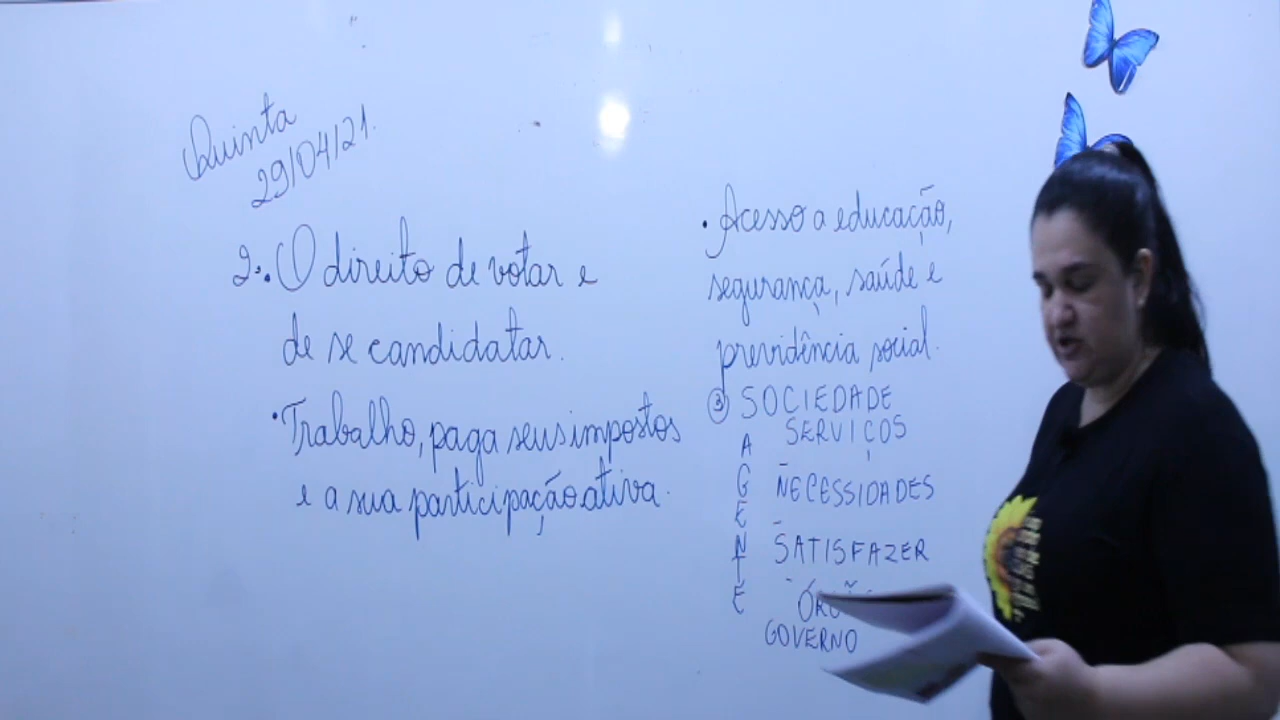 Quinta
29/04/21.
2. • O direito de votar e
de se candidatar.
• Trabalho, paga seus impostos
e a sua participação ativa.
• Acesso a educação,
segurança, saúde e
previdência social.
③ SOCIEDADE
SERVIÇOS
NECESSIDADES
SATISFAZER
GOVERNO
AGENTE